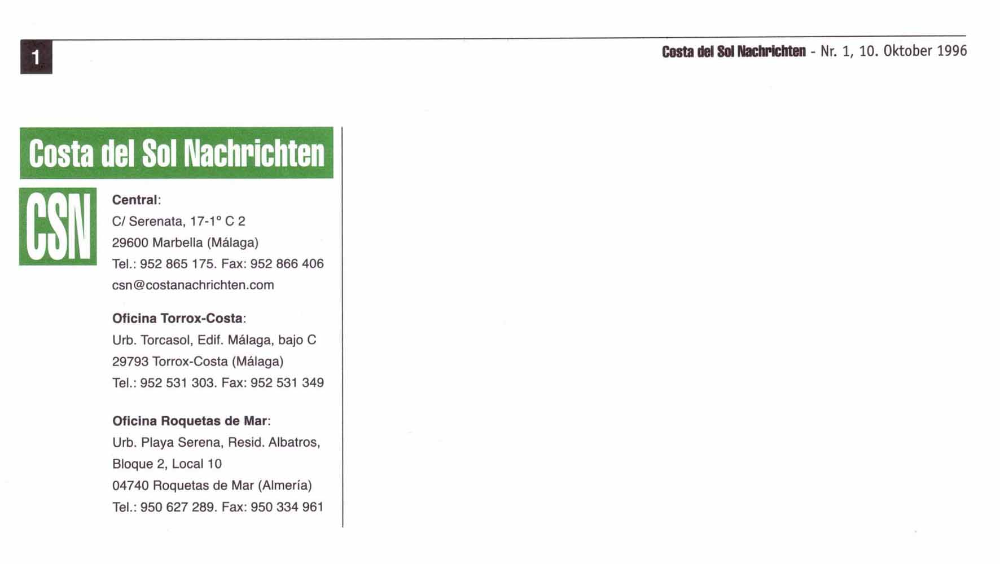 1
Costa del Sol Nachrichten - Nr. 1, 10. Oktober 1996
Costa del Sol Nachrichten
CSN
Central:
C/ Serenata, 17-1º C 2
29600 Marbella (Málaga)
Tel.: 952 865 175. Fax: 952 866 406
csn@costanachrichten.com
Oficina Torrox-Costa:
Urb. Torcasol, Edif. Málaga, bajo C
29793 Torrox-Costa (Málaga)
Tel.: 952 531 303. Fax: 952 531 349
Oficina Roquetas de Mar:
Urb. Playa Serena, Resid. Albatros,
Bloque 2, Local 10
04740 Roquetas de Mar (Almería)
Tel.: 950 627 289. Fax: 950 334 961